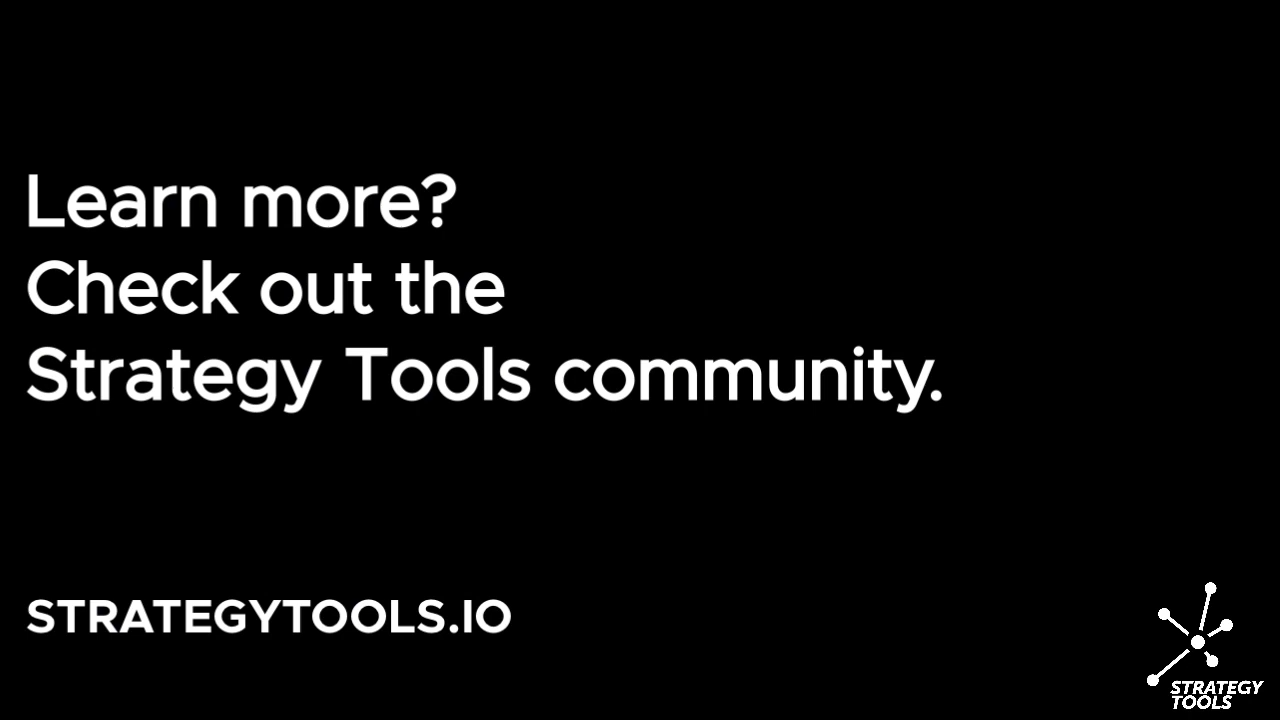 Learn more?
Check out the
Strategy Tools community.
STRATEGYTOOLS.IO
STRATEGY
TOOLS